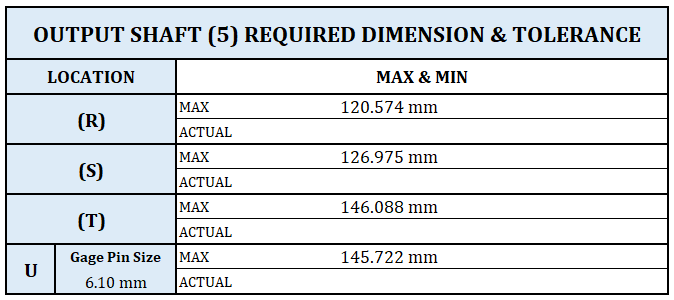 OUTPUT SHAFT (5) REQUIRED DIMENSION & TOLERANCE
LOCATION MAX & MIN
(R) MAX 120.574 mm
ACTUAL
(S) MAX 126.975 mm
ACTUAL
(T) MAX 146.088 mm
ACTUAL
U Gage Pin Size MAX 145.722 mm
6.10 mm ACTUAL